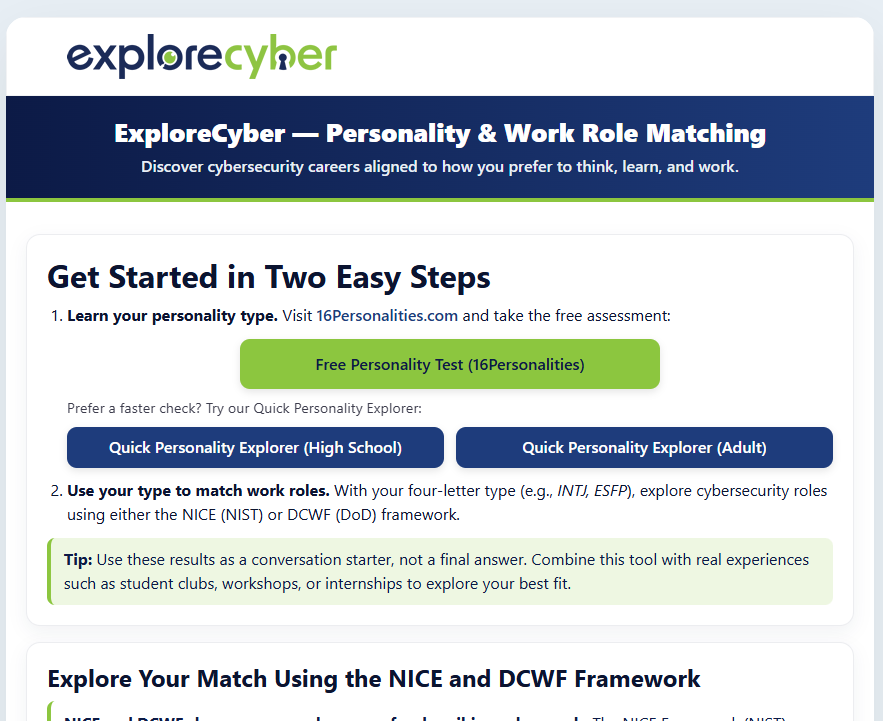 explorecyber
ExploreCyber — Personality & Work Role Matching
Discover cybersecurity careers aligned to how you prefer to think, learn, and work.
Get Started in Two Easy Steps
1. Learn your personality type. Visit 16Personalities.com and take the free assessment:
Free Personality Test (16Personalities)
Prefer a faster check? Try our Quick Personality Explorer:
Quick Personality Explorer (High School)
Quick Personality Explorer (Adult)
2. Use your type to match work roles. With your four-letter type (e.g., INTJ, ESFP), explore cybersecurity roles
using either the NICE (NIST) or DCWF (DoD) framework.
Tip: Use these results as a conversation starter, not a final answer. Combine this tool with real experiences
such as student clubs, workshops, or internships to explore your best fit.
Explore Your Match Using the NICE and DCWF Framework